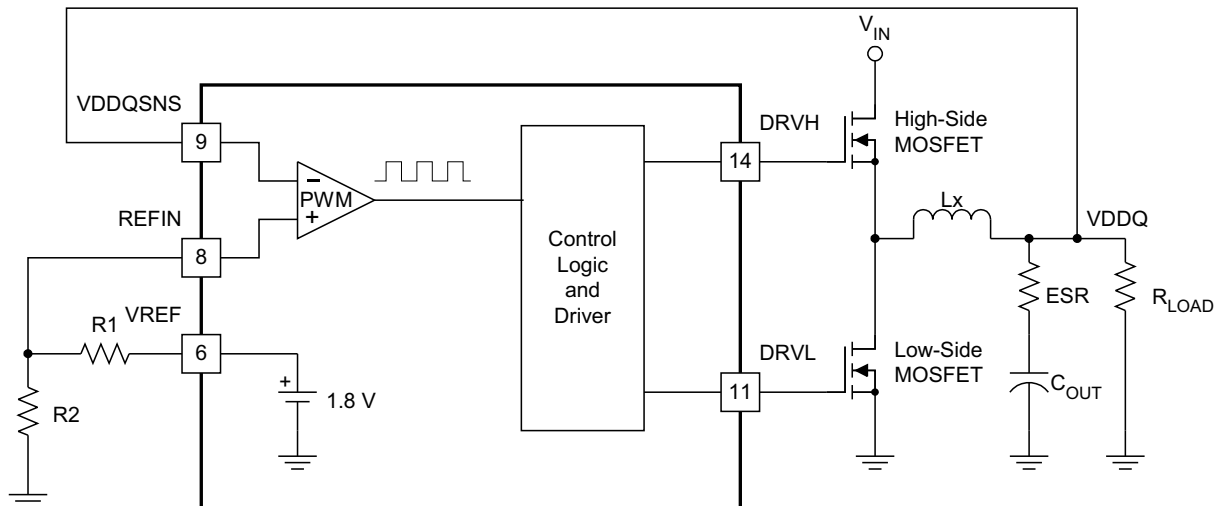 V_IN
VDDQSNS
9
DRVH
High-Side
MOSFET
14
−
PWM
+
REFIN
8
Lx
VDDQ
Control
Logic
and
Driver
ESR
R_LOAD
VREF
R1
6
DRVL
Low-Side
MOSFET
+
1.8 V
11
C_OUT
R2